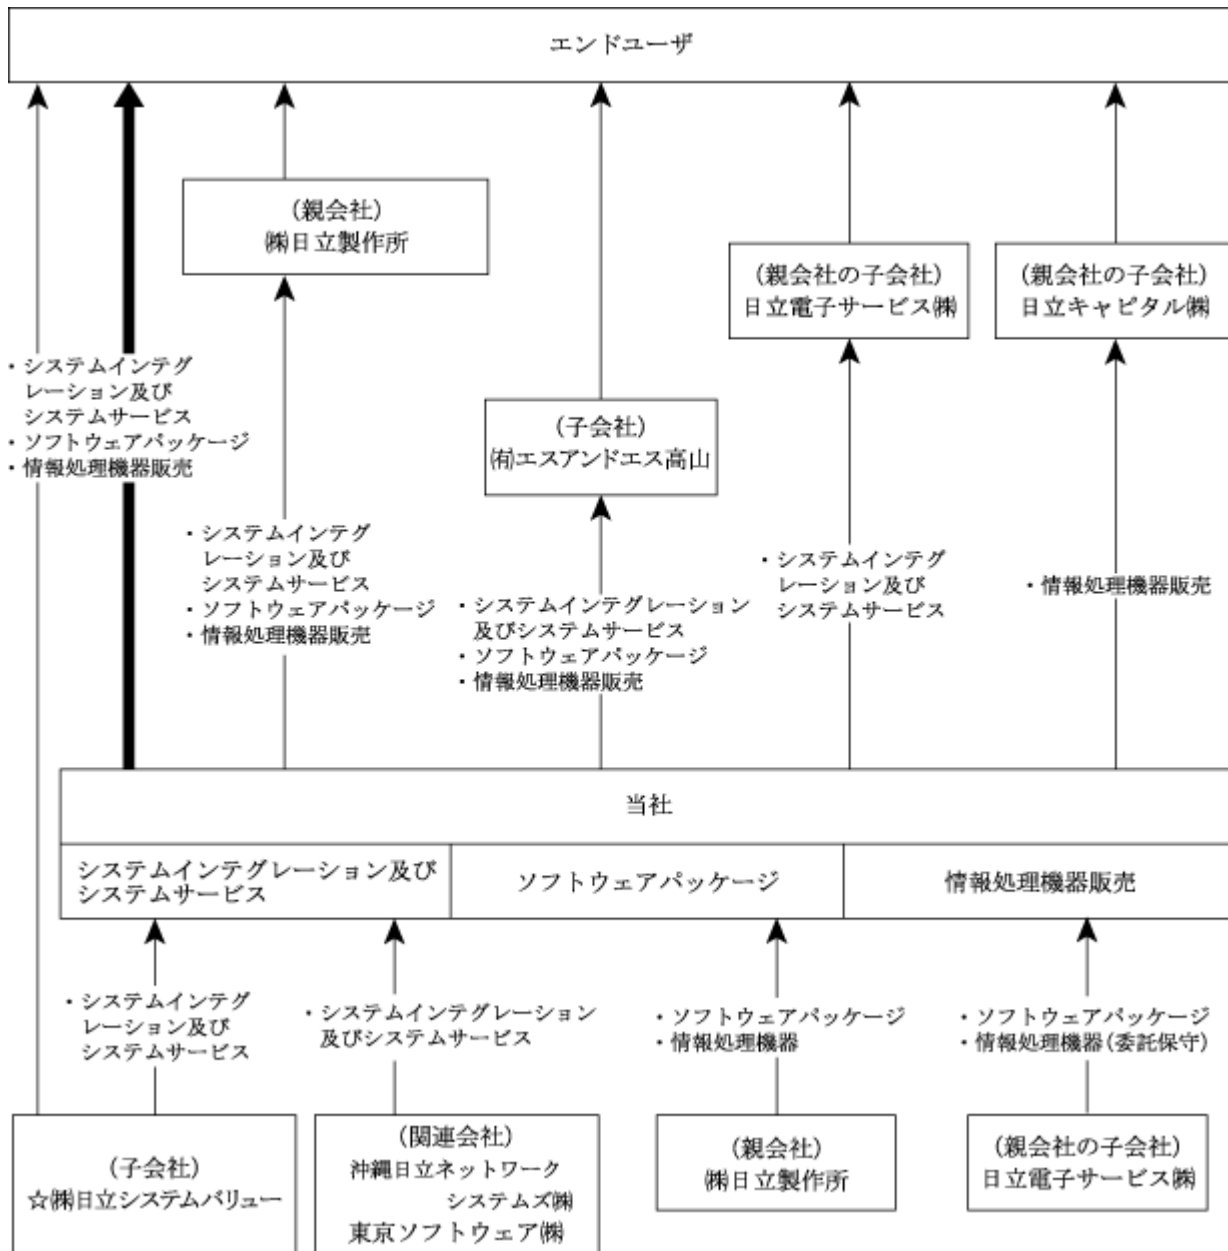 エンドユーザ
(親会社)
㈱日立製作所
(親会社の子会社)
日立電子サービス㈱
(親会社の子会社)
日立キャピタル㈱
・システムインテグ
レーション及び
システムサービス
・ソフトウェアパッケージ
・情報処理機器販売
(子会社)
㈲エスアンドエス高山
・システムインテグ
レーション及び
システムサービス
・ソフトウェアパッケージ
・情報処理機器販売
・システムインテグレーション
及びシステムサービス
・ソフトウェアパッケージ
・情報処理機器販売
・システムインテグ
レーション及び
システムサービス
・情報処理機器販売
当社
システムインテグレーション及び
システムサービス
ソフトウェアパッケージ
情報処理機器販売
・システムインテグ
レーション及び
システムサービス
・システムインテグレーション
及びシステムサービス
・ソフトウェアパッケージ
・情報処理機器
・ソフトウェアパッケージ
・情報処理機器(委託保守)
(子会社)
☆㈱日立システムバリュー
(関連会社)
沖縄日立ネットワーク
システムズ㈱
東京ソフトウェア㈱
(親会社)
㈱日立製作所
(親会社の子会社)
日立電子サービス㈱